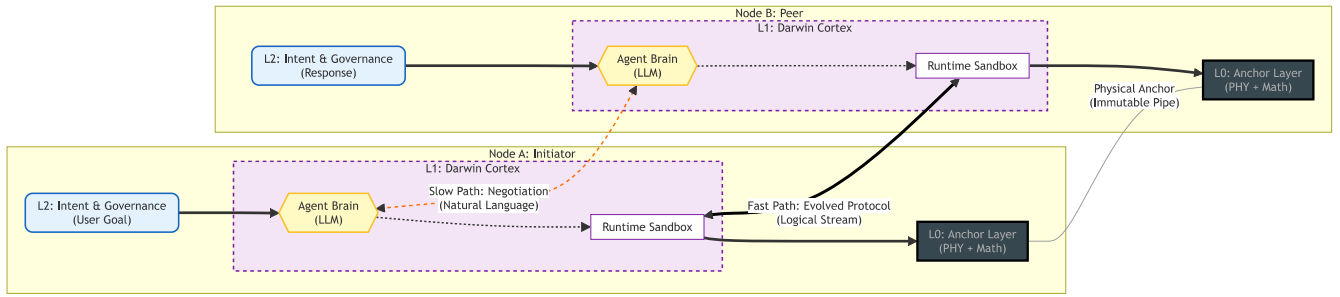 Node B: Peer
L1: Darwin Cortex
L2: Intent & Governance
(Response)
Agent Brain
(LLM)
Runtime Sandbox
L0: Anchor Layer
(PHY + Math)
Physical Anchor
(Immutable Pipe)
Node A: Initiator
L1: Darwin Cortex
L2: Intent & Governance
(User Goal)
Agent Brain
(LLM)
Slow Path: Negotiation
(Natural Language)
Runtime Sandbox
Fast Path: Evolved Protocol
(Logical Stream)
L0: Anchor Layer
(PHY + Math)